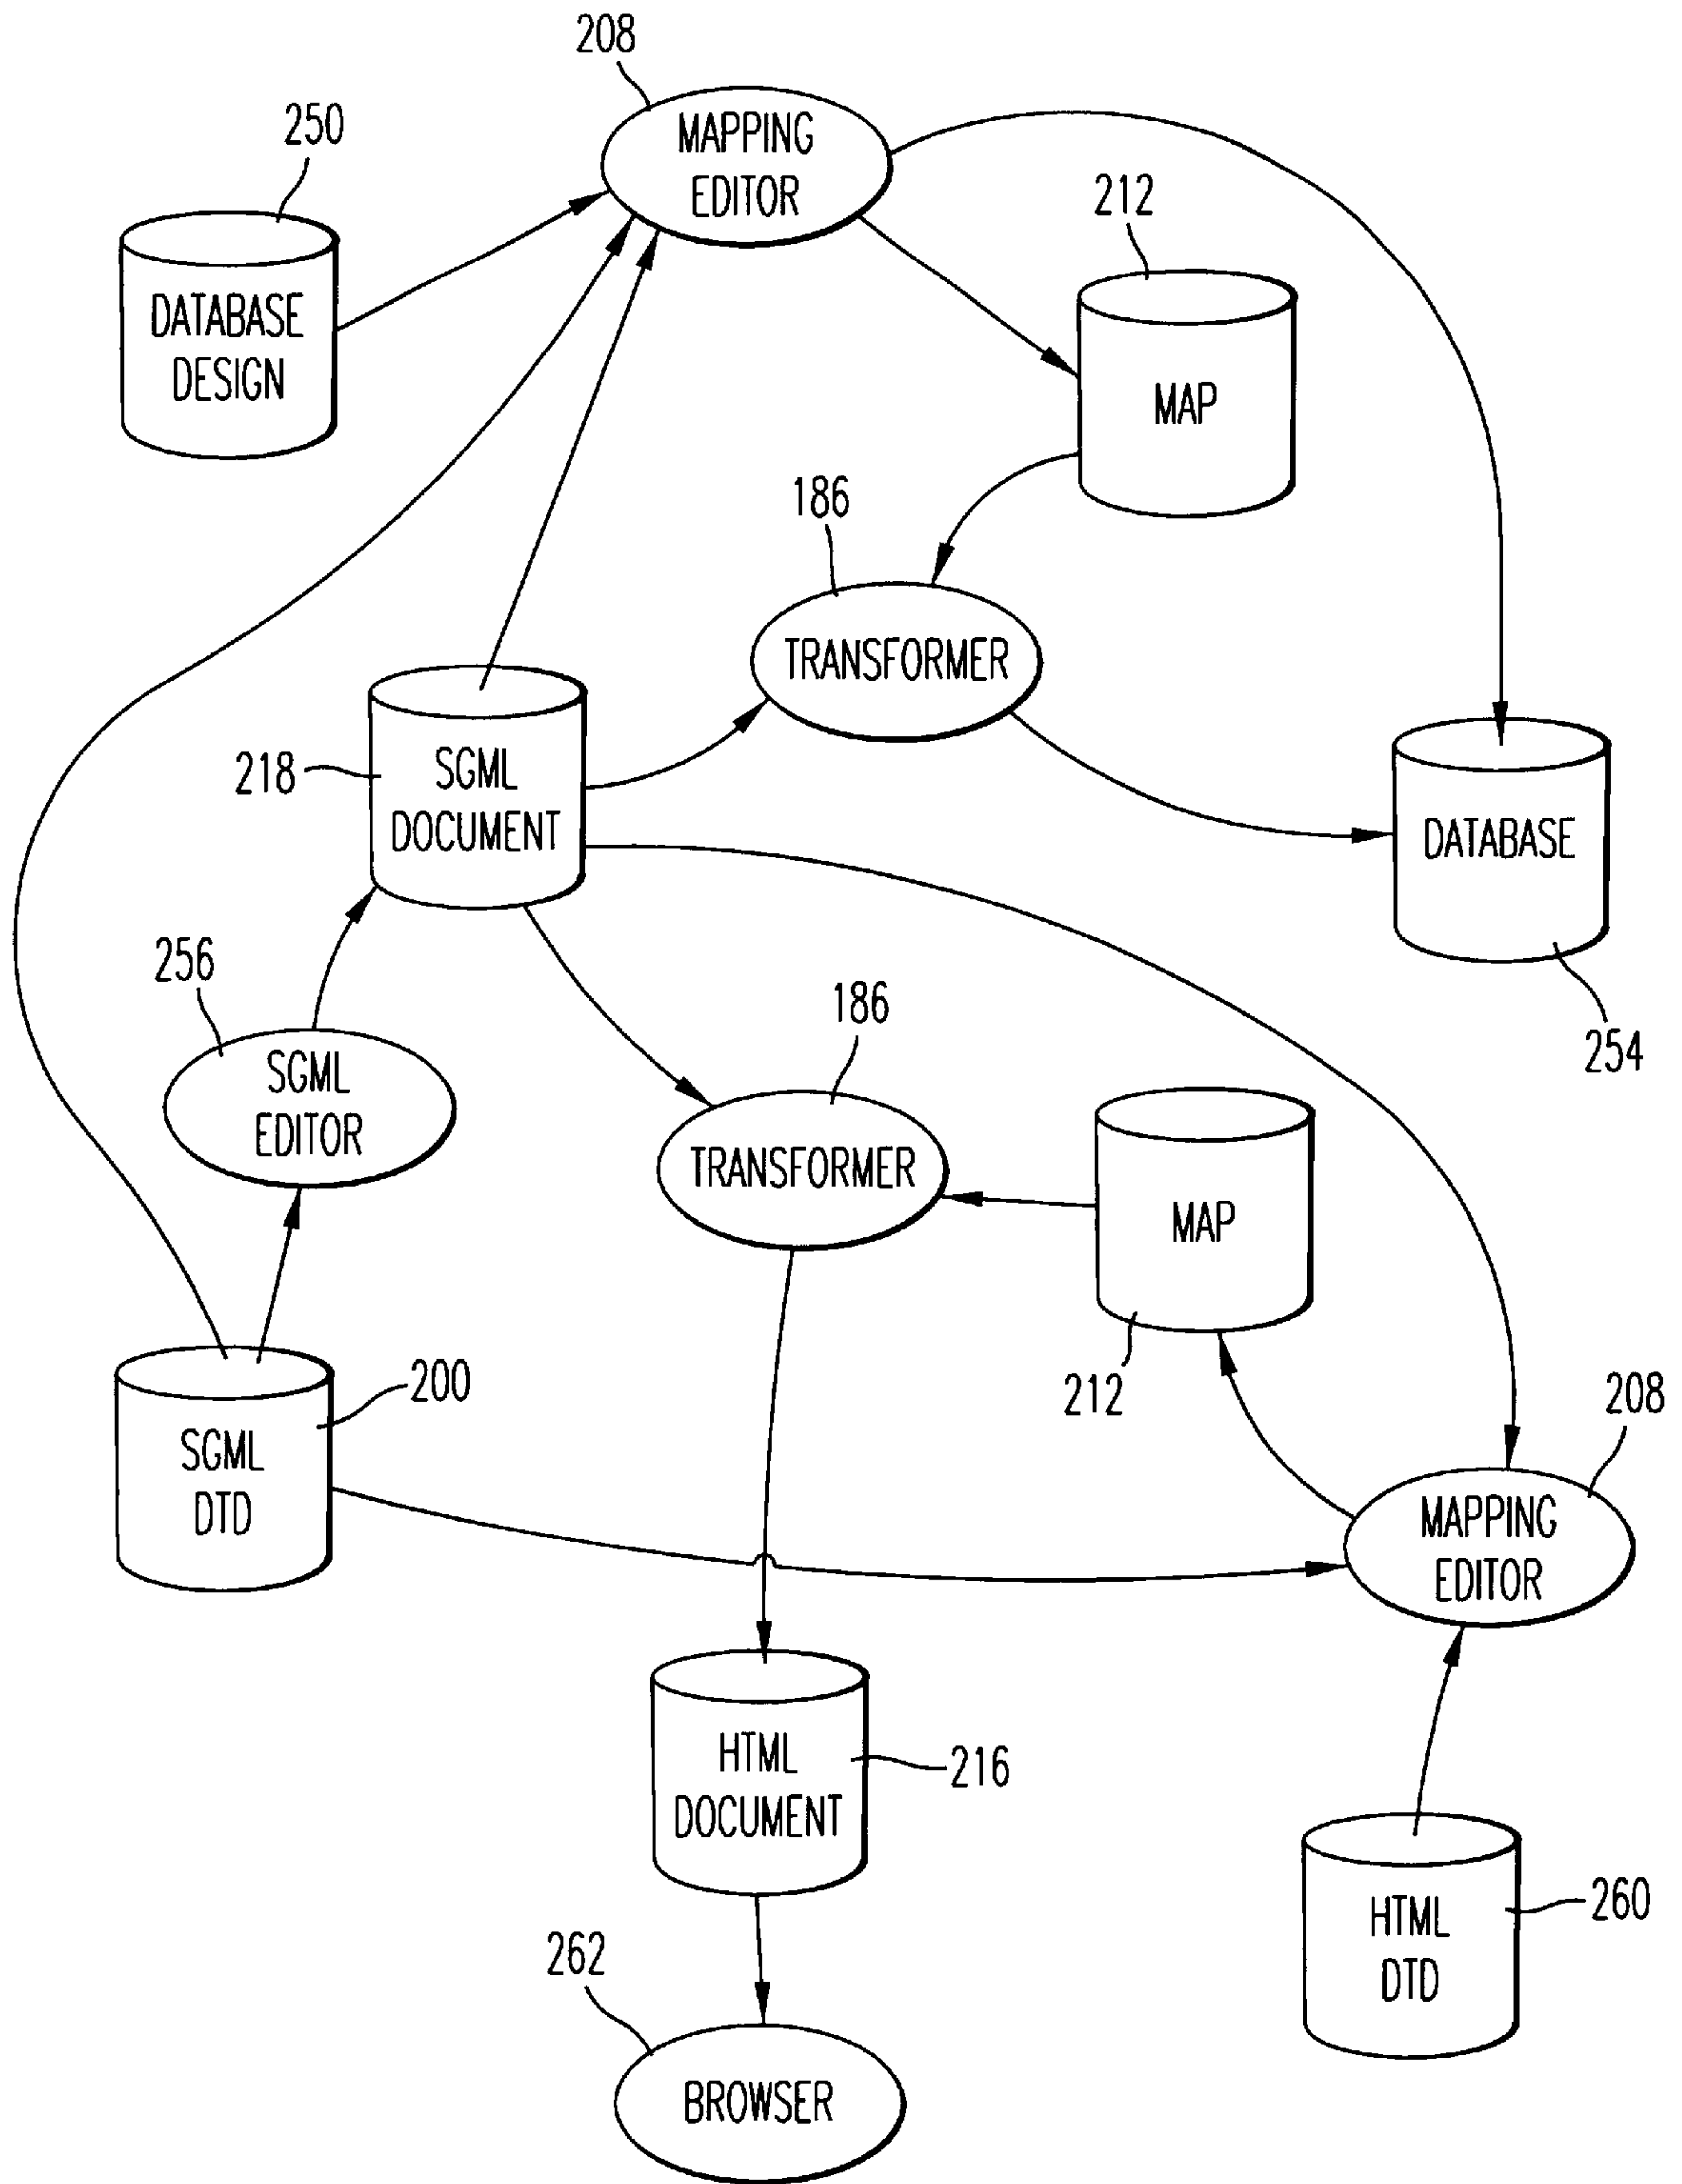 208
MAPPING
EDITOR
250
DATABASE
DESIGN
212
MAP
186
TRANSFORMER
218
SGML
DOCUMENT
DATABASE
254
256
SGML
EDITOR
186
TRANSFORMER
MAP
212
200
SGML
DTD
208
MAPPING
EDITOR
HTML
DOCUMENT
216
HTML
DTD
260
262
BROWSER